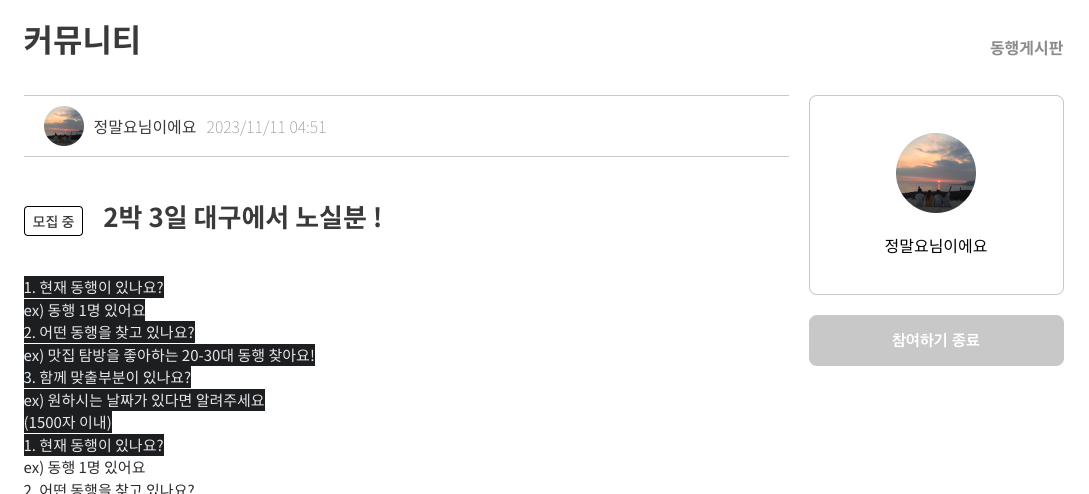 커뮤니티
동행게시판
정말요님이에요 2023/11/11 04:51
모집 중 2박 3일 대구에서 노실분 !
1. 현재 동행이 있나요?
ex) 동행 1명 있어요
2. 어떤 동행을 찾고 있나요?
ex) 맛집 탐방을 좋아하는 20-30대 동행 찾아요!
3. 함께 맞출부분이 있나요?
ex) 원하시는 날짜가 있다면 알려주세요
(1500자 이내)
1. 현재 동행이 있나요?
ex) 동행 1명 있어요
2. 어떤 동행을 찾고 있나요?
정말요님이에요
참여하기 종료